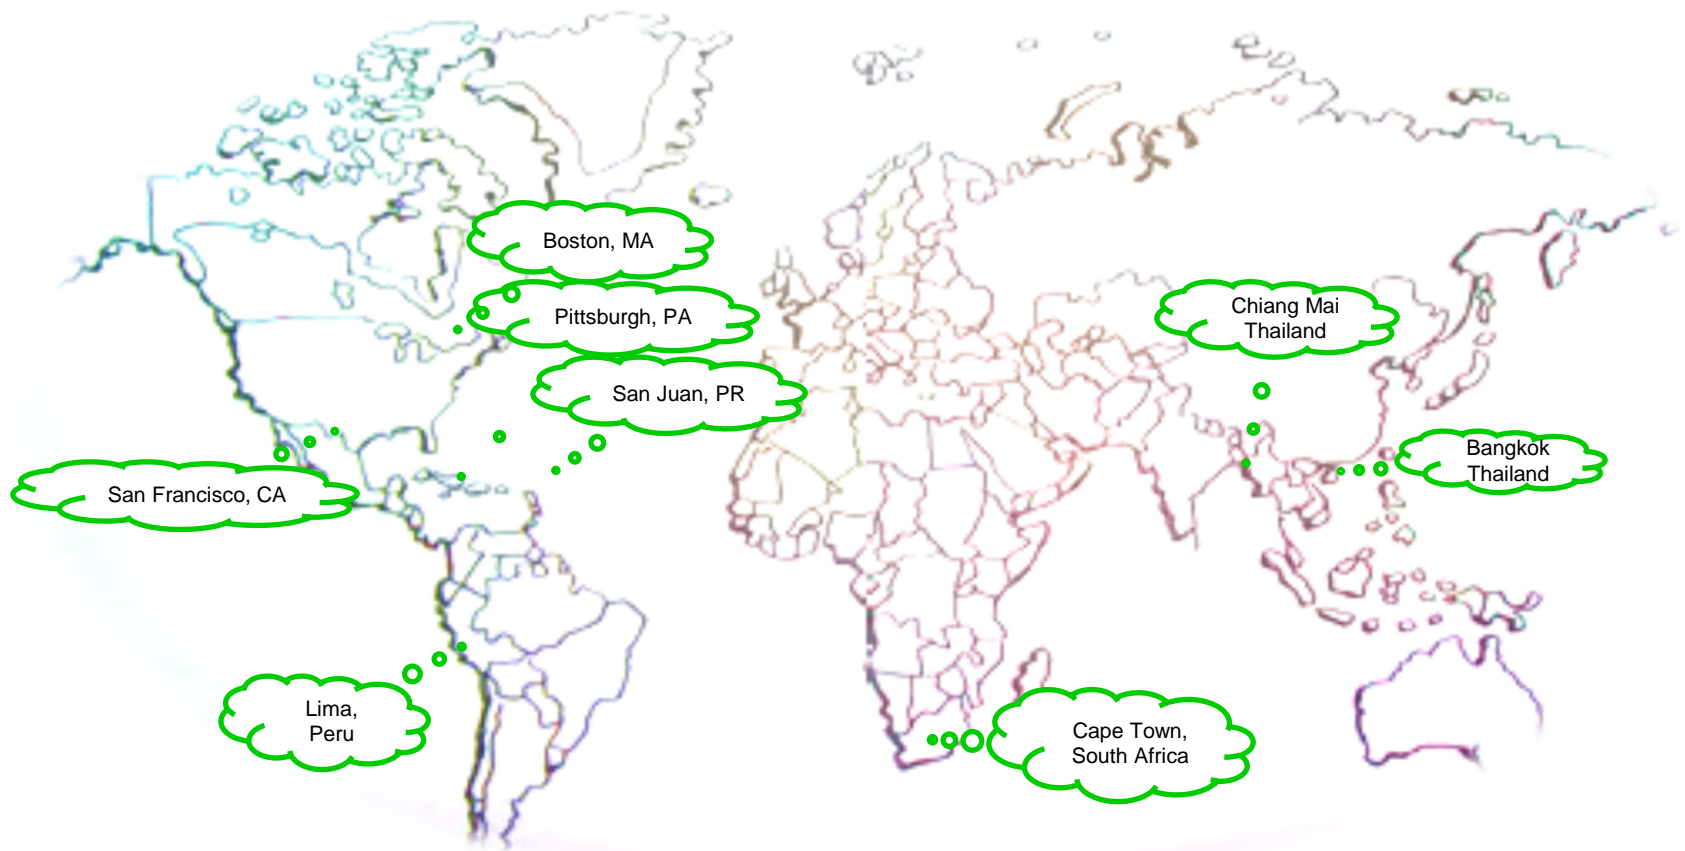 Boston, MA
Pittsburgh, PA
Chiang Mai
Thailand
San Juan, PR
Bangkok
Thailand
San Francisco, CA
Lima,
Peru
Cape Town,
South Africa